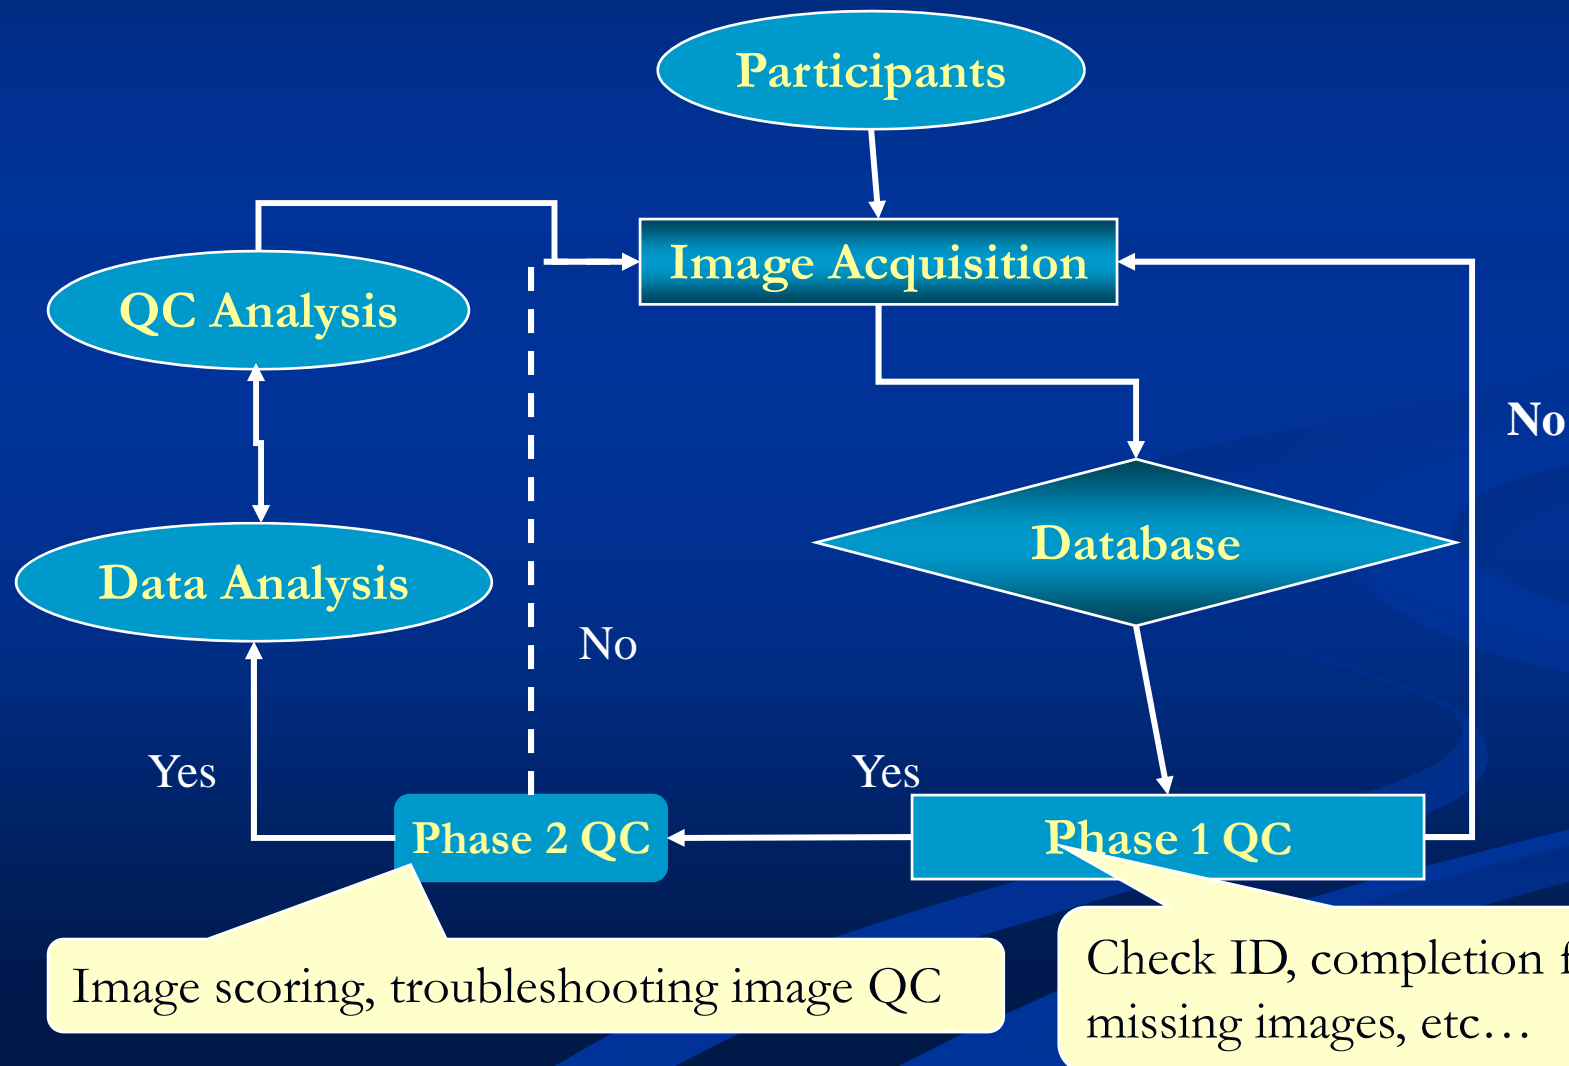 Participants
Image Acquisition
QC Analysis
No
Database
Data Analysis
No
Yes
Yes
Phase 2 QC
Phase 1 QC
Check ID, completion
missing images, etc…
Image scoring, troubleshooting image QC